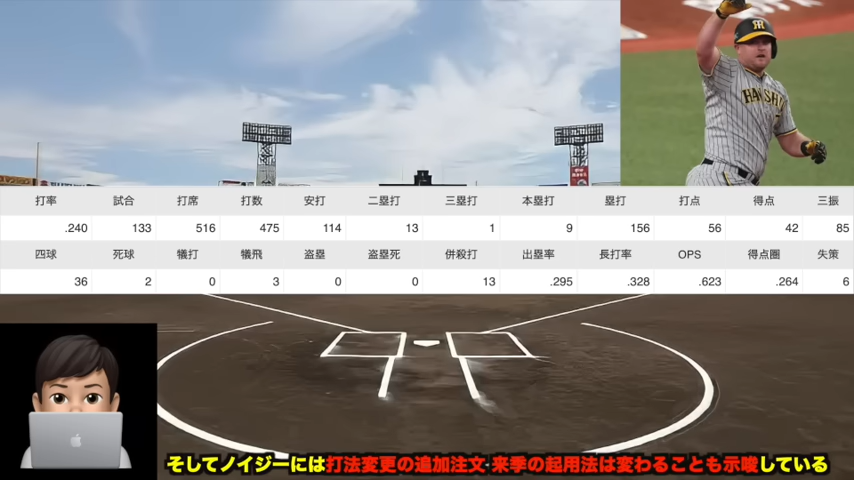 HANSHIN
打率 試合 打席 打数 安打 二塁打 三塁打 本塁打 塁打 打点 得点 三振
.240 133 516 475 114 13 1 9 156 56 42 85
四球 死球 犠打 犠飛 盗塁 盗塁死 併殺打 出塁率 長打率 OPS 得点圏 失策
36 2 0 3 0 0 13 .295 .328 .623 .264 6
そしてノイジーには打法変更の追加注文 来季の起用法は変わることも示唆している